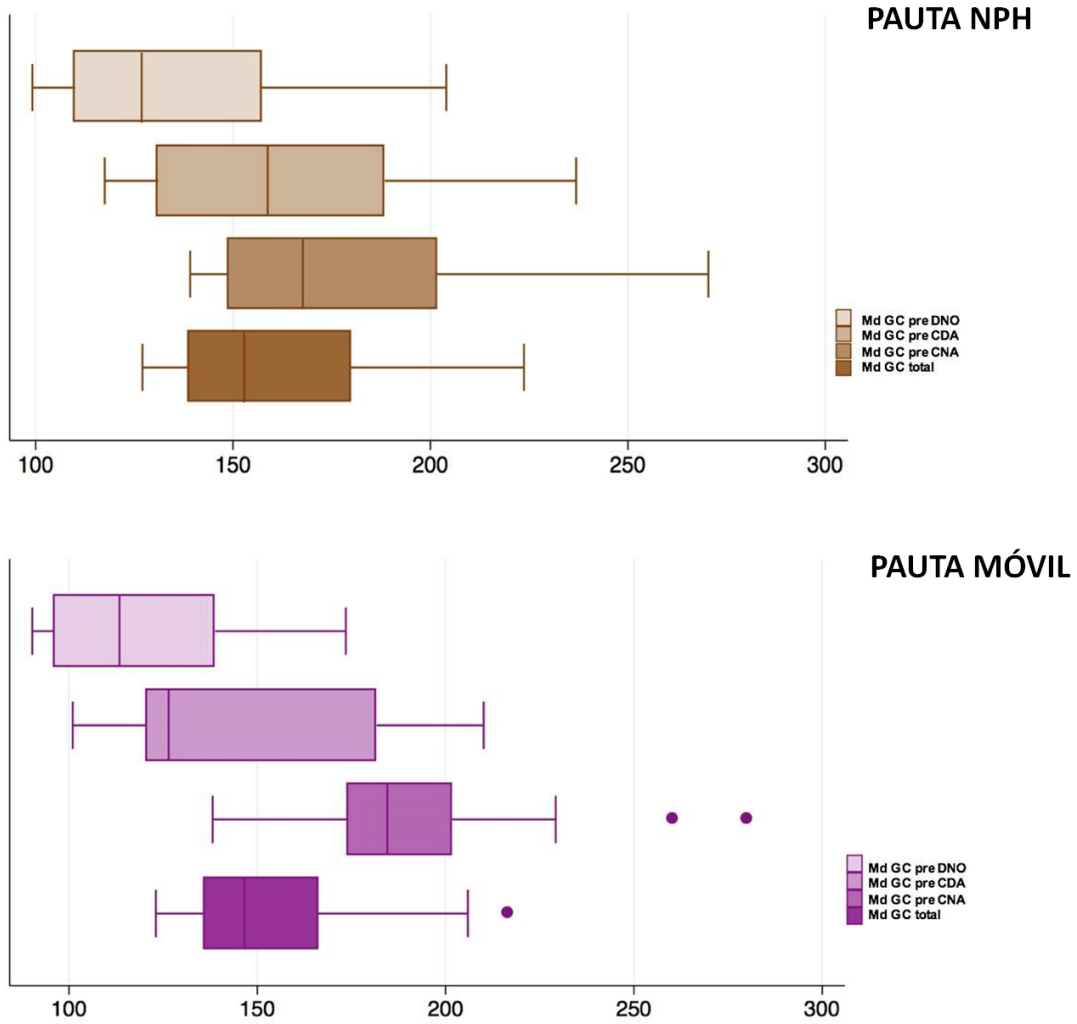 PAUTA NPH
Md GC pre DNO
Md GC pre CDA
Md GC pre CNA
Md GC total
100 150 200 250 300
PAUTA MÓVIL
Md GC pre DNO
Md GC pre CDA
Md GC pre CNA
Md GC total
100 150 200 250 300